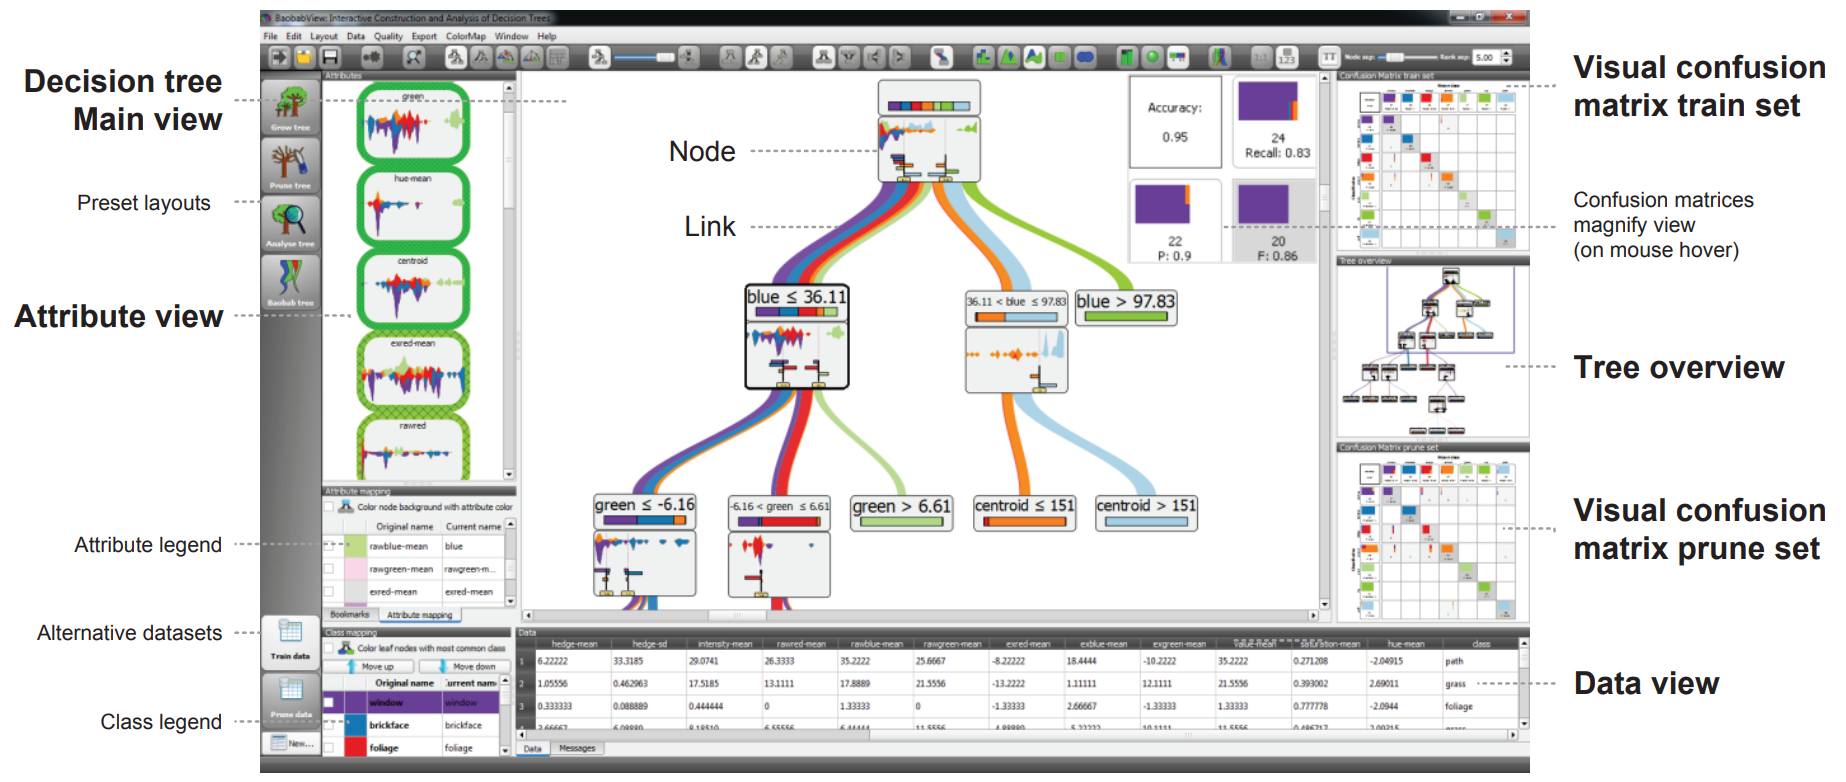 BaobabView: Interactive Construction and Analysis of Decision Trees
File Edit Layout Data Quality Export ColorMap Window Help
Node sep: Rank sep: 5.00
Decision tree
Main view
Preset layouts
Attribute view
Attribute legend
Alternative datasets
Class legend
Grow tree
Prune tree
Analyse tree
Baobab tree
Train data
Prune data
New...
Attributes
green
hue-mean
centroid
exred-mean
rawred
Attribute mapping
Color node background with attribute color
Original name Current name
rawblue-mean blue
rawgreen-mean rawgreen-m...
exred-mean exred-mean
Bookmarks Attribute mapping
Class mapping
Color leaf nodes with most common class
Move up Move down
Original name
window window
brickface brickface
foliage foliage
Node
Link
blue ≤ 36.11
36.11 < blue ≤ 97.83
blue > 97.83
green ≤ -6.16
-6.16 < green ≤ 6.61
green > 6.61
centroid ≤ 151
centroid > 151
Accuracy:
0.95
24
Recall: 0.83
22
P: 0.9
20
F: 0.86
Confusion Matrix train set
Tree overview
Confusion Matrix prune set
Data
hedge-mean hedge-sd intensity-mean rawred-mean rawblue-mean rawgreen-mean exred-mean exblue-mean exgreen-mean value-mean saturation-mean hue-mean class
1 6.22222 33.3185 29.0741 26.3333 35.2222 25.6667 -8.22222 18.4444 -10.2222 35.2222 0.271208 -2.04915 path
2 1.05556 0.462963 17.5185 13.1111 17.8889 21.5556 -13.2222 1.11111 12.1111 21.5556 0.393002 2.69011 grass
3 0.333333 0.088889 0.444444 0 1.33333 0 -1.33333 2.66667 -1.33333 1.33333 0.777778 -2.0944 foliage
Data Messages
Visual confusion
matrix train set
Confusion matrices
magnify view
(on mouse hover)
Tree overview
Visual confusion
matrix prune set
Data view